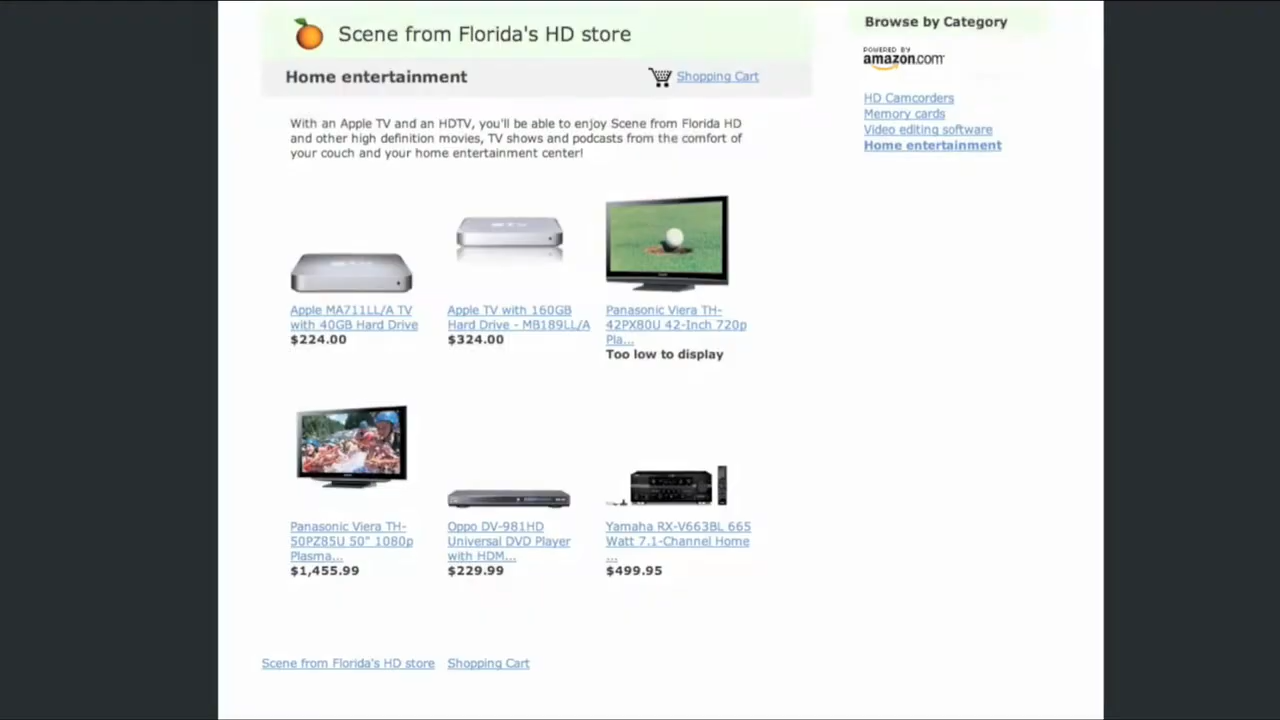 Scene from Florida's HD store
Home entertainment
Shopping Cart
With an Apple TV and an HDTV, you'll be able to enjoy Scene from Florida HD
and other high definition movies, TV shows and podcasts from the comfort of
your couch and your home entertainment center!
Apple MA711LL/A TV
with 40GB Hard Drive
$224.00
Apple TV with 160GB
Hard Drive - MB189LL/A
$324.00
Panasonic Viera TH-
42PX80U 42-Inch 720p
Pla...
Too low to display
Panasonic Viera TH-
50PZ85U 50" 1080p
Plasma...
$1,455.99
Oppo DV-981HD
Universal DVD Player
with HDM...
$229.99
Yamaha RX-V663BL 665
Watt 7.1-Channel Home
...
$499.95
Scene from Florida's HD store
Shopping Cart
Browse by Category
POWERED BY
amazon.com
HD Camcorders
Memory cards
Video editing software
Home entertainment